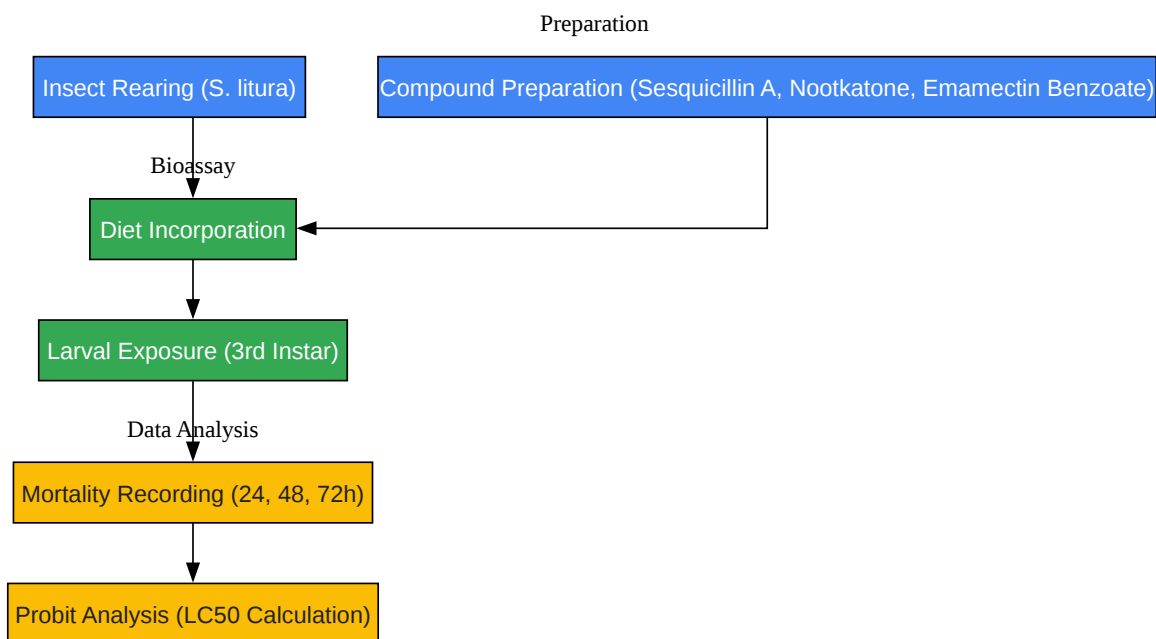 Preparation
Insect Rearing (S. litura)
Compound Preparation (Sesquicillin A, Nootkatone, Emamectin Benzoate)
Bioassay
Diet Incorporation
Larval Exposure (3rd Instar)
Data Analysis
Mortality Recording (24, 48, 72h)
Probit Analysis (LC50 Calculation)